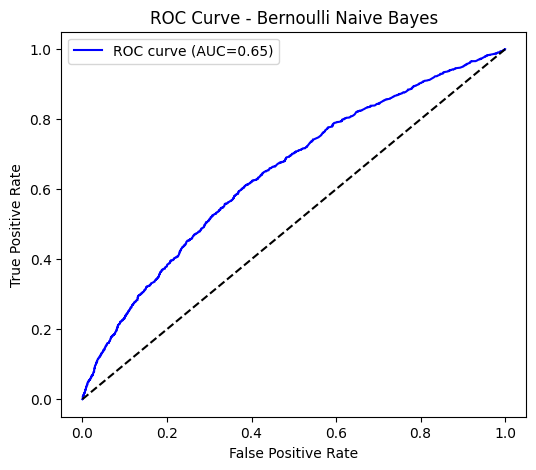 ROC Curve - Bernoulli Naive Bayes
ROC curve (AUC=0.65)
True Positive Rate
1.0
0.8
0.6
0.4
0.2
0.0
0.0 0.2 0.4 0.6 0.8 1.0
False Positive Rate